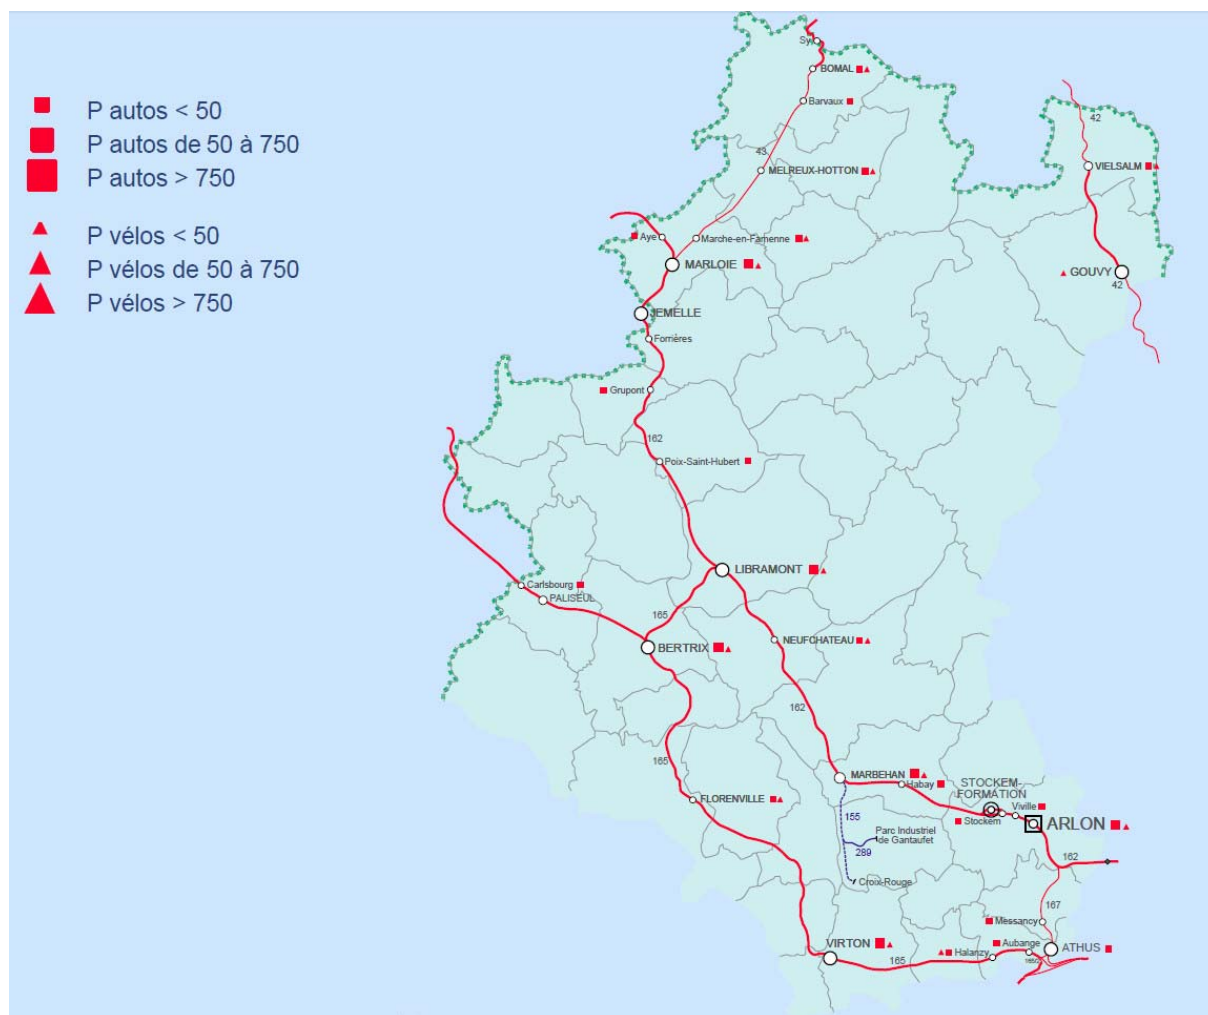 P autos < 50
P autos de 50 à 750
P autos > 750
P vélos < 50
P vélos de 50 à 750
P vélos > 750
Sy
BOMAL
Barvaux
42
43
MELREUX-HOTTON
VIELSALM
Aye
Marche-en-Famenne
MARLOIE
GOUVY
42
JEMELLE
Forrières
Grupont
162
Poix-Saint-Hubert
LIBRAMONT
Carlsbourg
PALISEUL
165
NEUFCHATEAU
BERTRIX
162
165
MARBEHAN
Habay
STOCKEM-
FORMATION
FLORENVILLE
Viville
155
Stockem
ARLON
Parc Industriel
de Gantaufet
289
162
Croix-Rouge
167
Messancy
VIRTON
Aubange
ATHUS
Halanzy
165